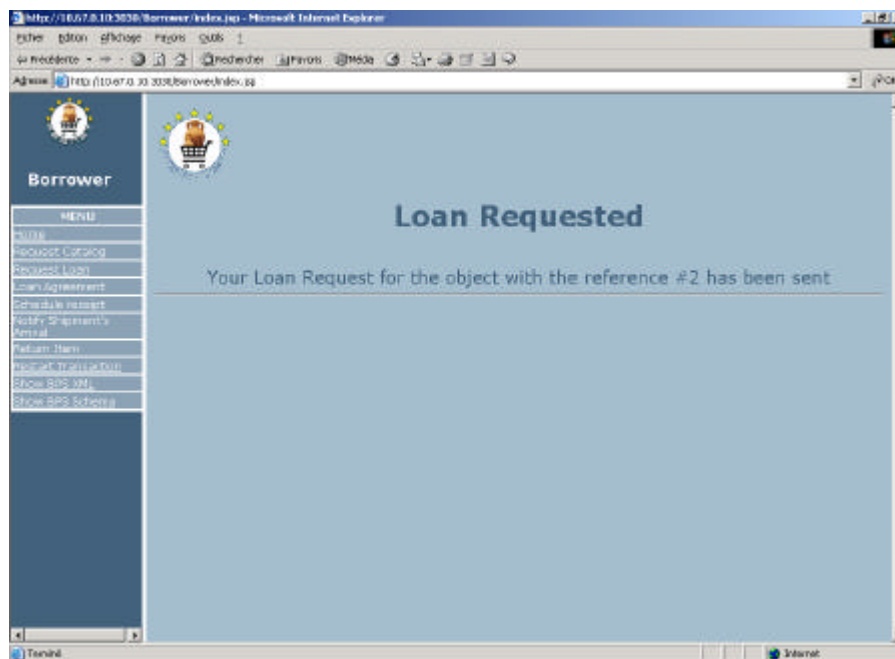 http://10.67.0.10:3030/Borrower/index.jsp - Microsoft Internet Explorer
Fichier Edition Affichage Favoris Outils ?
Précédente Rechercher Favoris Média
Adresse http://10.67.0.10:3030/Borrower/index.jsp
Borrower
MENU
Home
Request Catalog
Request Loan
Loan Agreement
Schedule receipt
Notify Shipment's
Arrival
Return Item
Transaction
Show BPS XML
Show BPS Schema
Loan Requested
Your Loan Request for the object with the reference #2 has been sent
Terminé
Internet